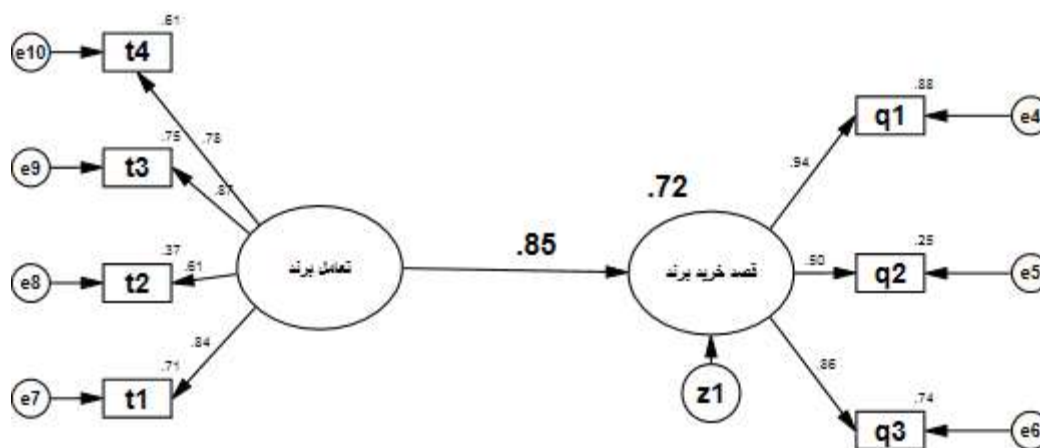 .61
e10
t4
.78
.88
q1
e4
.75
e9
t3
.87
.94
.72
.85
تعامل برند
قصد خرید برند
.37
e8
t2
.61
.50
.25
q2
e5
.84
.71
e7
t1
z1
.86
.74
q3
e6